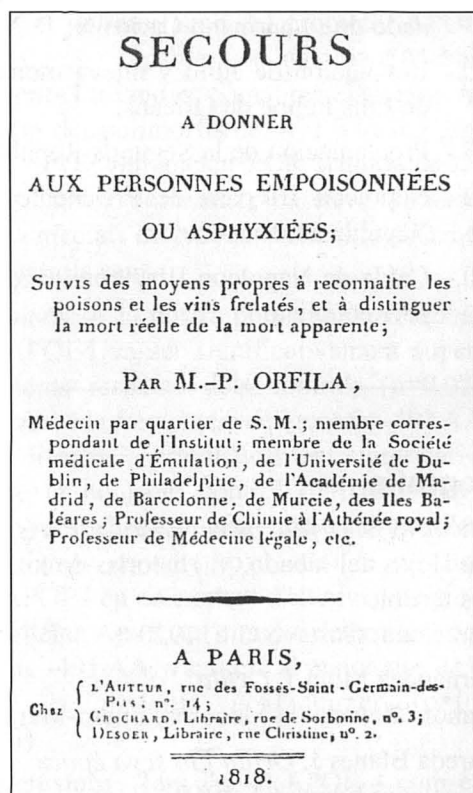 SECOURS
A DONNER
AUX PERSONNES EMPOISONNÉES
OU ASPHYXIÉES;
Suivis des moyens propres à reconnaître les
poisons et les vins frelatés, et à distinguer
la mort réelle de la mort apparente;
PAR M.-P. ORFILA.
Médecin par quartier, de S. M.; membre corres-
pondant de l'Institut; membre de la Société
médicale d'Émulation, de l'Université de Du-
blin, de Philadelphie, de l'Académie de Ma-
drid, de Barcelonne, de Murcie, des Iles Ba-
léares; Professeur de Chimie à l'Athénée royal;
Professeur de Médecine légale, etc.
A PARIS,
Chez
L'AUTEUR, rue des Fossés-Saint-Germain-des-
Prés, nº. 14;
CROCHARD, Libraire, rue de Sorbonne, nº. 3;
DESOER, Libraire, rue Christine, nº. 2.
1818.